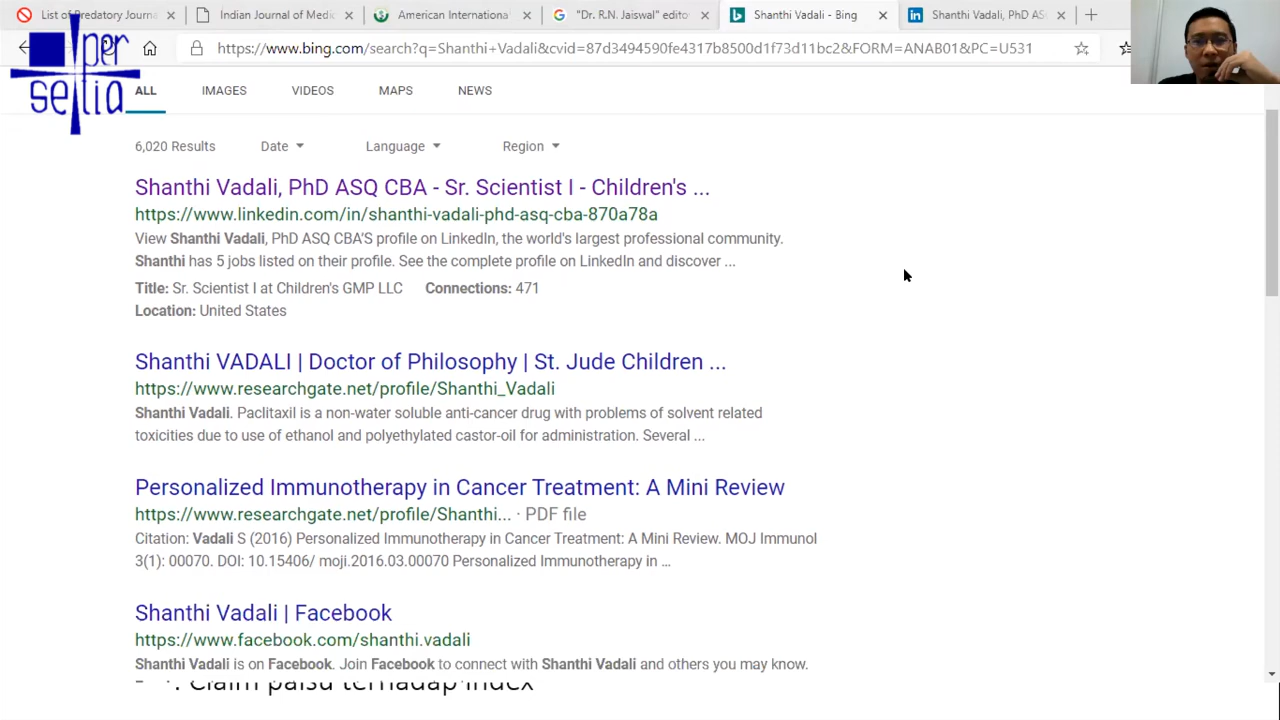 List of Predatory Journa
Indian Journal of Medic
American International
"Dr. R.N. Jaiswal" edito
Shanthi Vadali - Bing
Shanthi Vadali, PhD AS
https://www.bing.com/search?q=Shanthi+Vadali&cvid=87d3494590fe4317b8500d1f73d11bc2&FORM=ANAB01&PC=U531
per
setia
ALL
IMAGES
VIDEOS
MAPS
NEWS
6,020 Results
Date
Language
Region
Shanthi Vadali, PhD ASQ CBA - Sr. Scientist I - Children's ...
https://www.linkedin.com/in/shanthi-vadali-phd-asq-cba-870a78a
View Shanthi Vadali, PhD ASQ CBA'S profile on LinkedIn, the world's largest professional community.
Shanthi has 5 jobs listed on their profile. See the complete profile on LinkedIn and discover ...
Title: Sr. Scientist I at Children's GMP LLC Connections: 471
Location: United States
Shanthi VADALI | Doctor of Philosophy | St. Jude Children ...
https://www.researchgate.net/profile/Shanthi_Vadali
Shanthi Vadali. Paclitaxil is a non-water soluble anti-cancer drug with problems of solvent related
toxicities due to use of ethanol and polyethylated castor-oil for administration. Several ...
Personalized Immunotherapy in Cancer Treatment: A Mini Review
https://www.researchgate.net/profile/Shanthi... · PDF file
Citation: Vadali S (2016) Personalized Immunotherapy in Cancer Treatment: A Mini Review. MOJ Immunol
3(1): 00070. DOI: 10.15406/ moji.2016.03.00070 Personalized Immunotherapy in ...
Shanthi Vadali | Facebook
https://www.facebook.com/shanthi.vadali
Shanthi Vadali is on Facebook. Join Facebook to connect with Shanthi Vadali and others you may know.
Claim palsu terhadap index